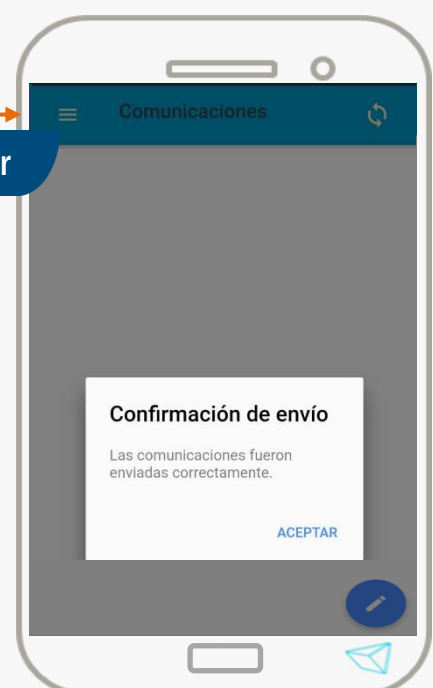 Comunicaciones
r
Confirmación de envío
Las comunicaciones fueron
enviadas correctamente.
ACEPTAR